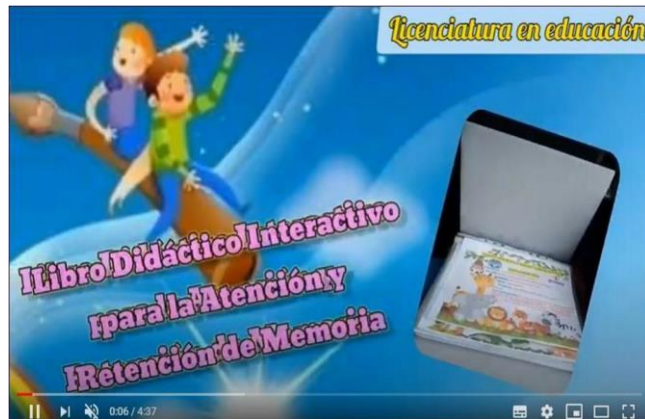 Licenciatura en educación
Libro Didáctico Interactivo
para la Atención y
Retención de Memoria
0:06 / 4:37